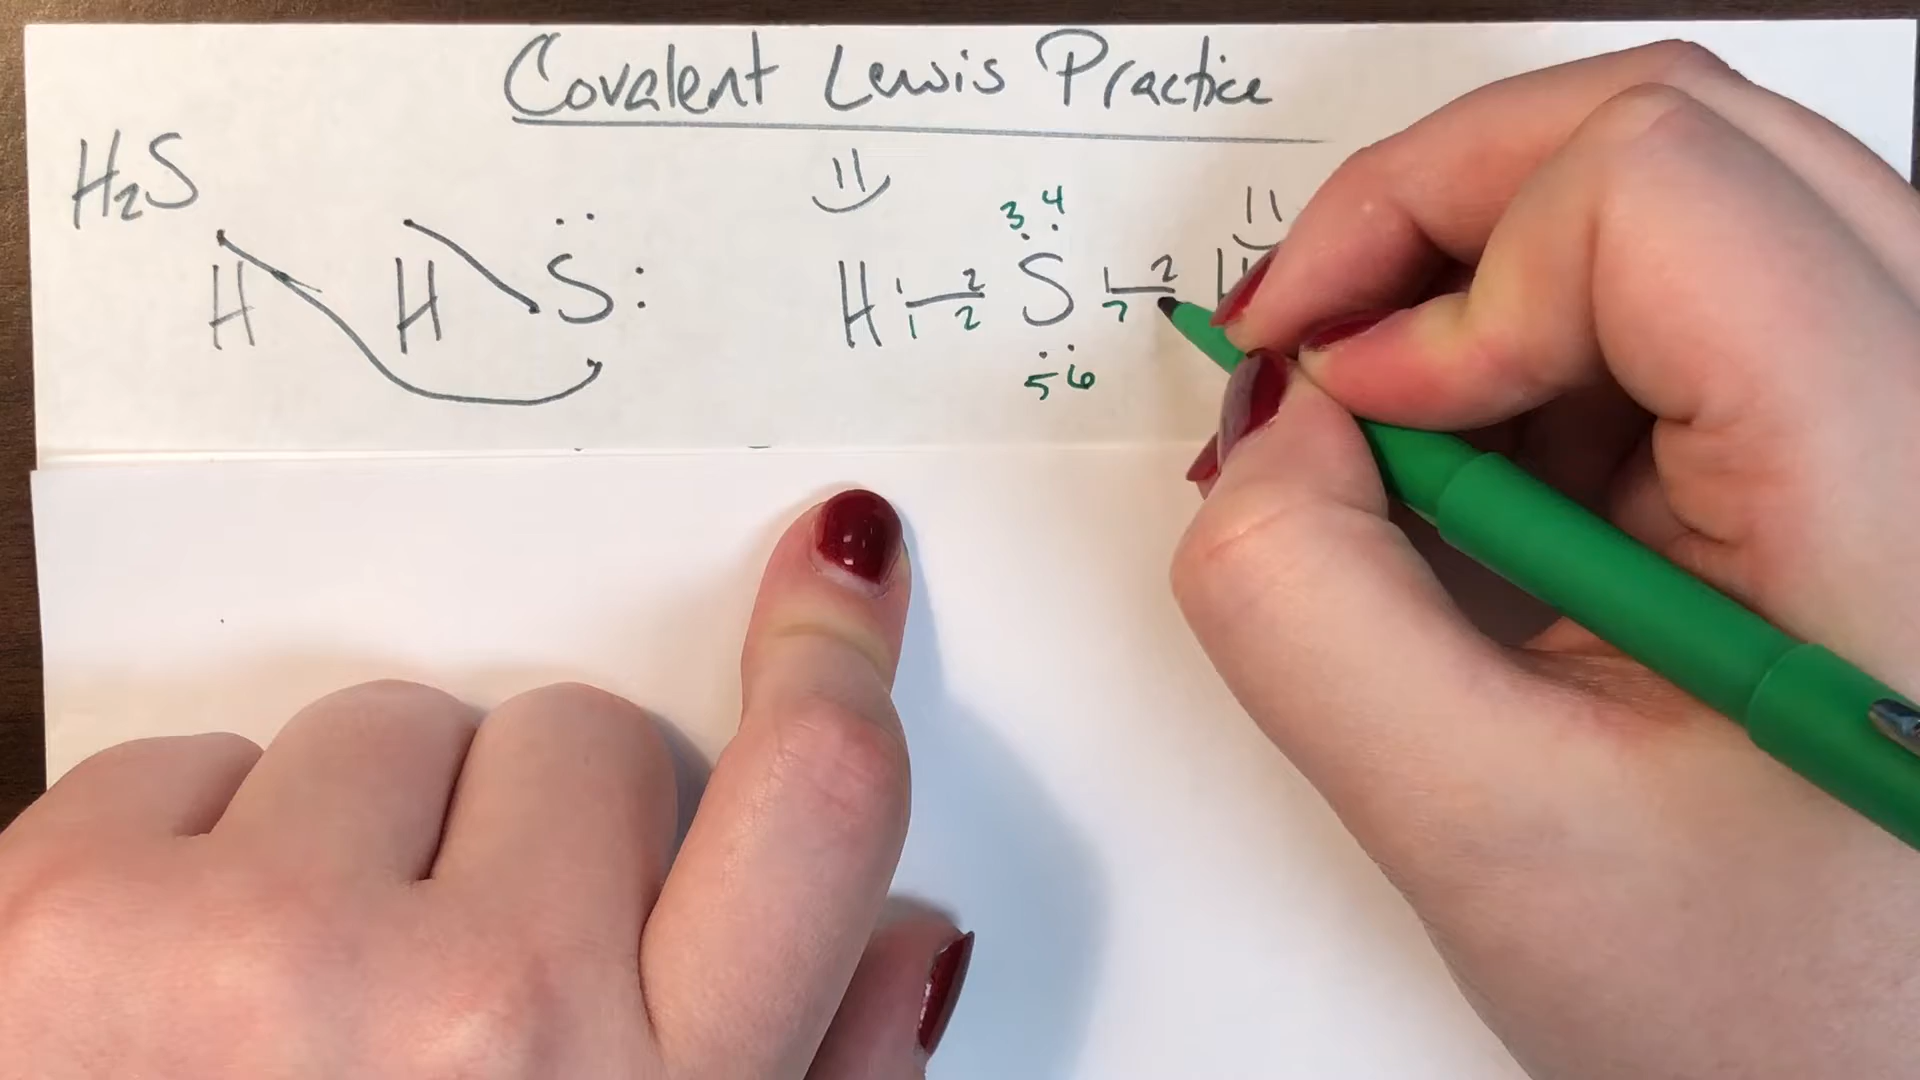 Covalent Lewis Practice
H₂S
H H S:
3 4
H 1 2 S 1 2 H
1 2 7
5 6